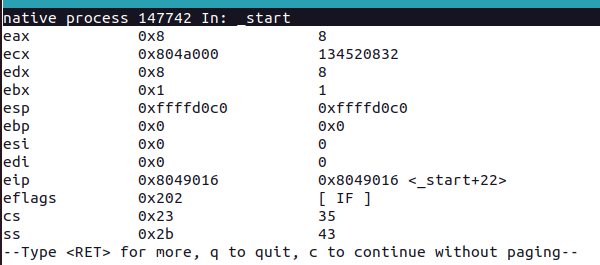 native process 147742 In: _start
eax            0x8                 8
ecx            0x804a000           134520832
edx            0x8                 8
ebx            0x1                 1
esp            0xffffd0c0          0xffffd0c0
ebp            0x0                 0x0
esi            0x0                 0
edi            0x0                 0
eip            0x8049016           0x8049016 <_start+22>
eflags         0x202               [ IF ]
cs             0x23                35
ss             0x2b                43
--Type <RET> for more, q to quit, c to continue without paging--